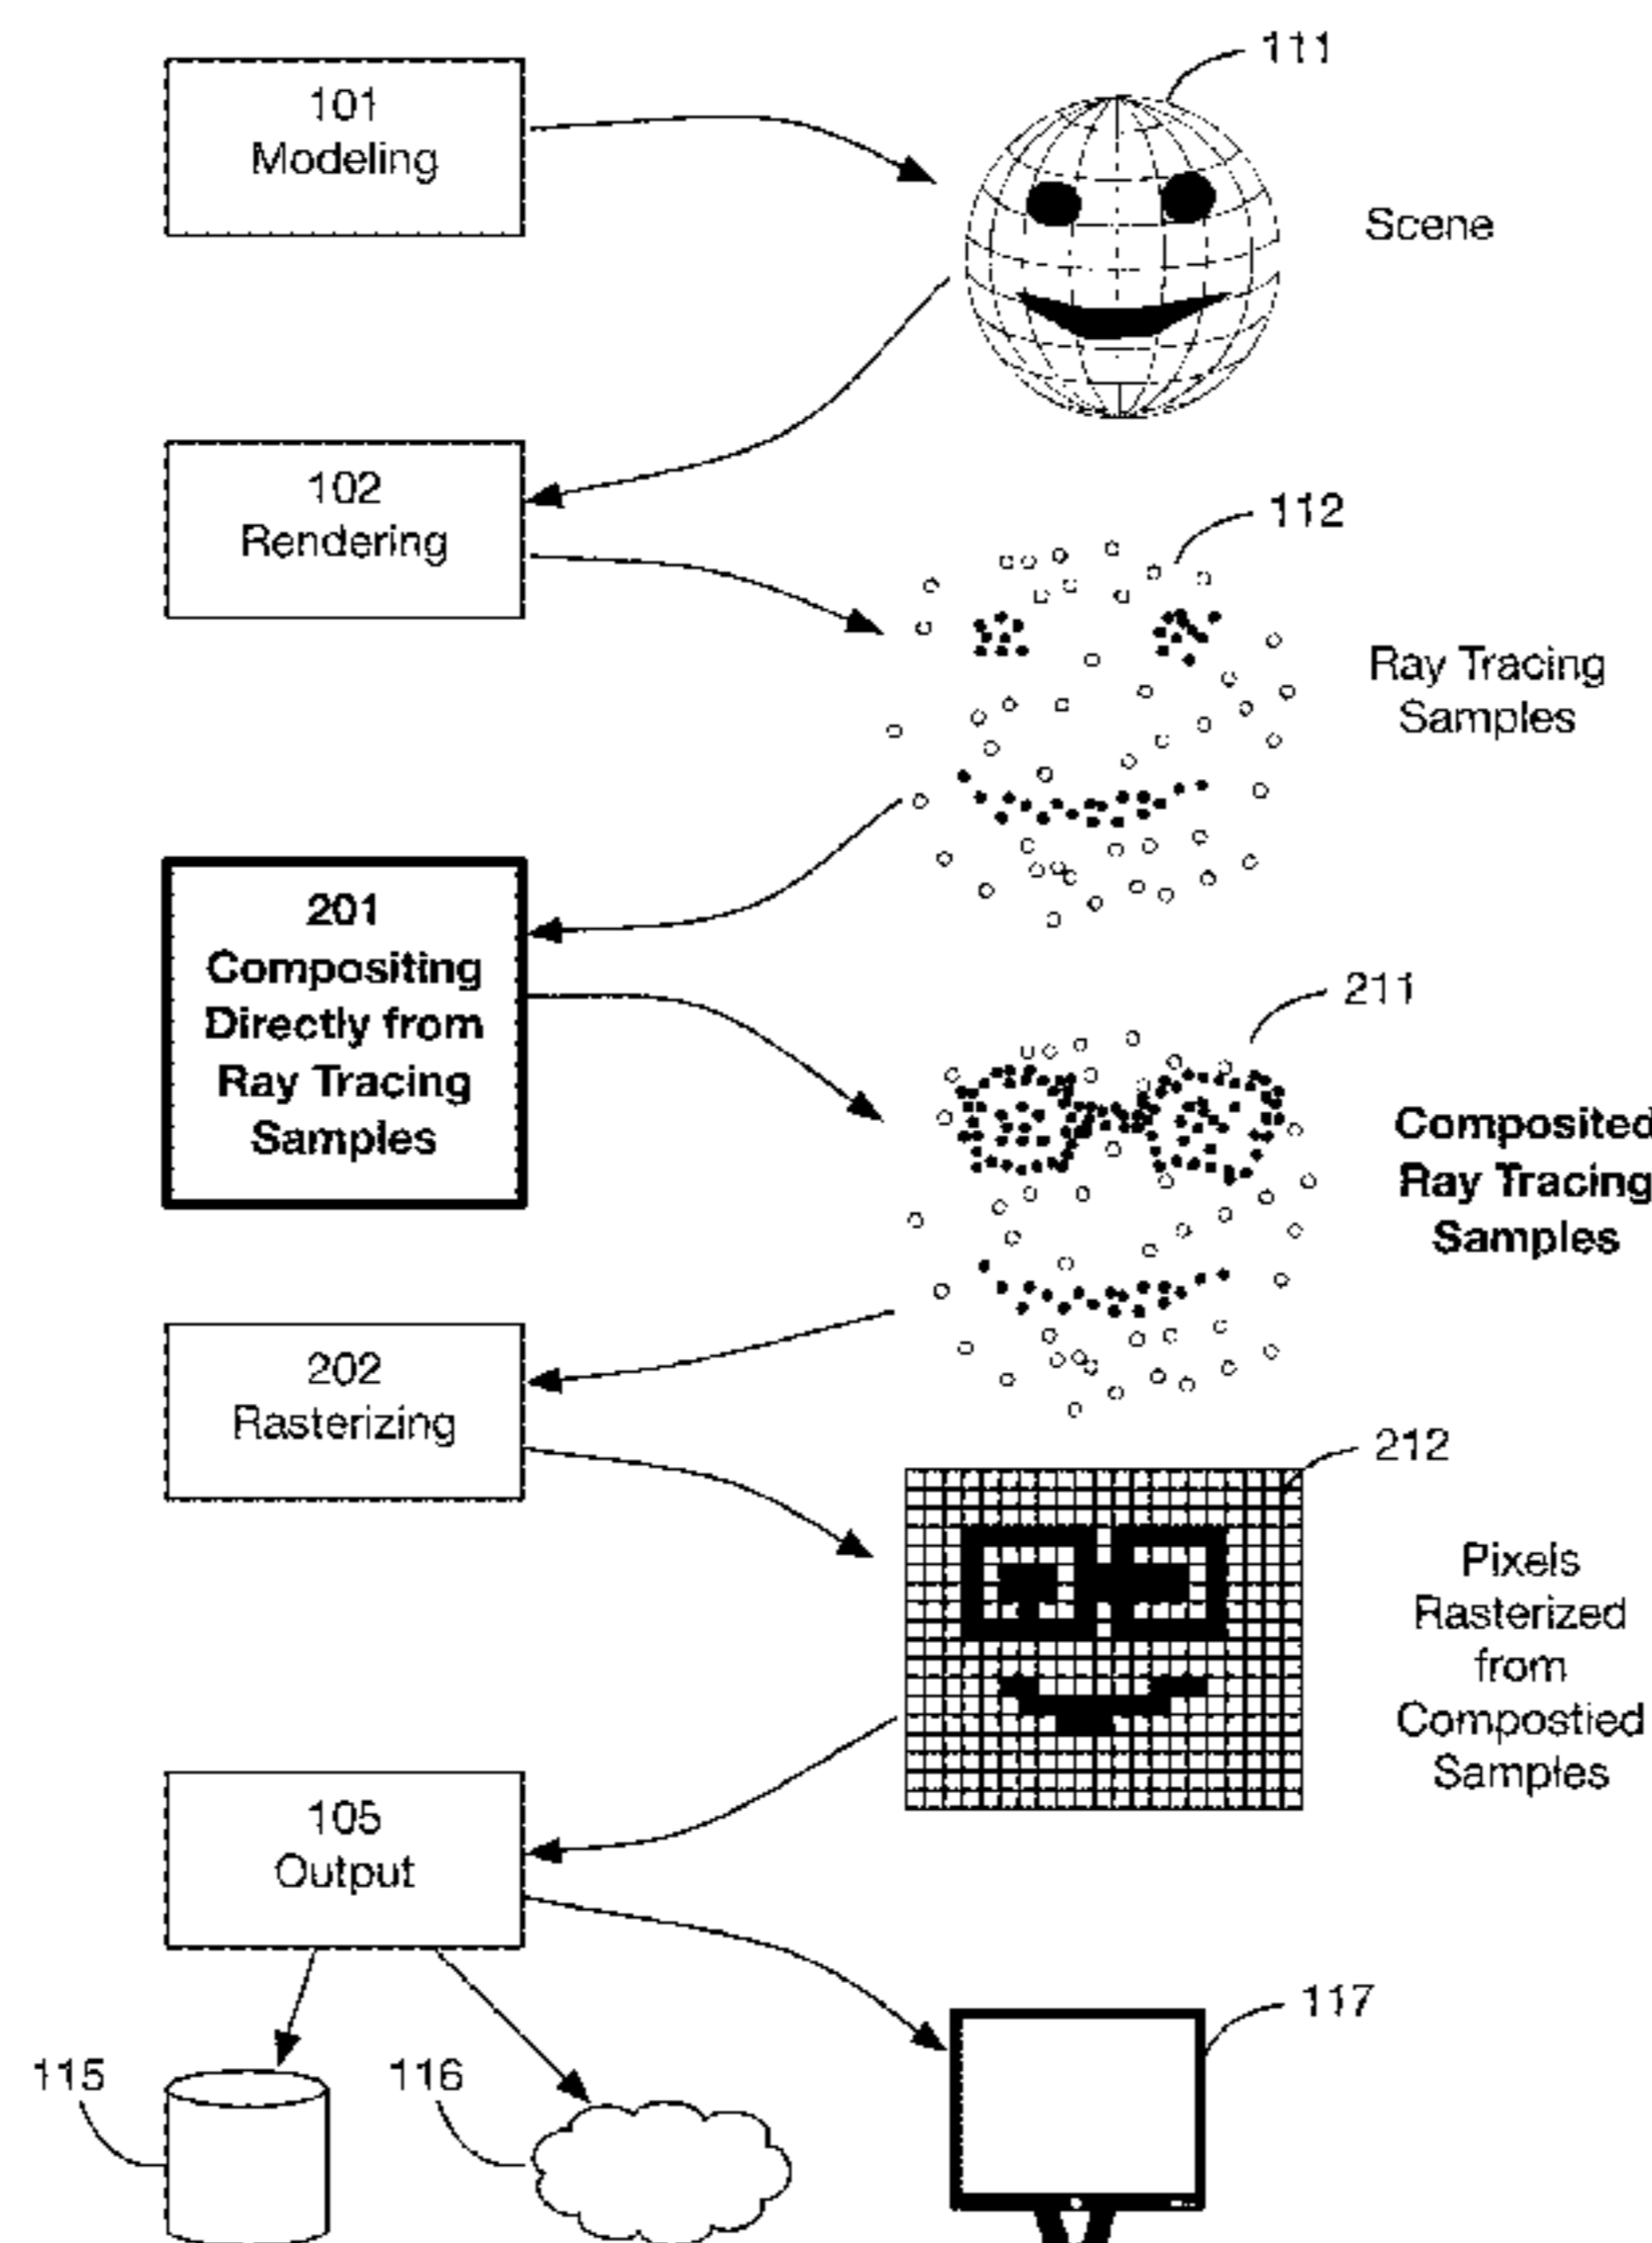 111
101
Modeling
Scene
102
Rendering
112
Ray Tracing
Samples
201
Compositing
Directly from
Ray Tracing
Samples
211
Composited
Ray Tracing
Samples
202
Rasterizing
212
Pixels
Rasterized
from
Compostied
Samples
105
Output
117
115
116